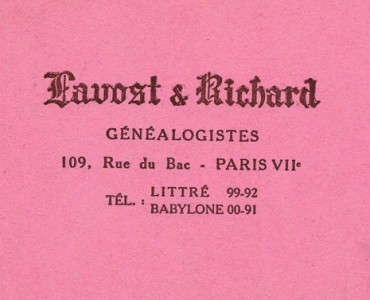 Lavost & Richard
GÉNÉALOGISTES
109, Rue du Bac - PARIS VIIe
TÉL. : LITTRÉ 99-92
BABYLONE 00-91